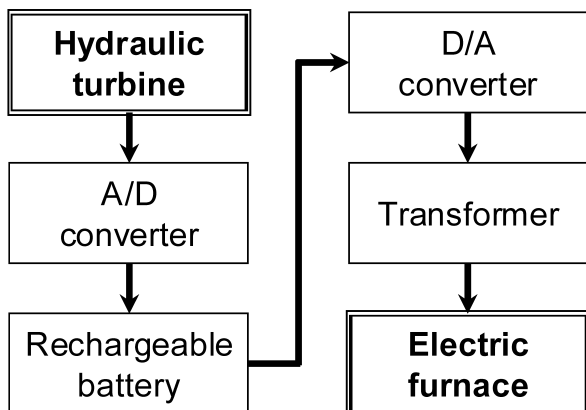 Hydraulic
turbine
A/D
converter
Rechargeable
battery
D/A
converter
Transformer
Electric
furnace